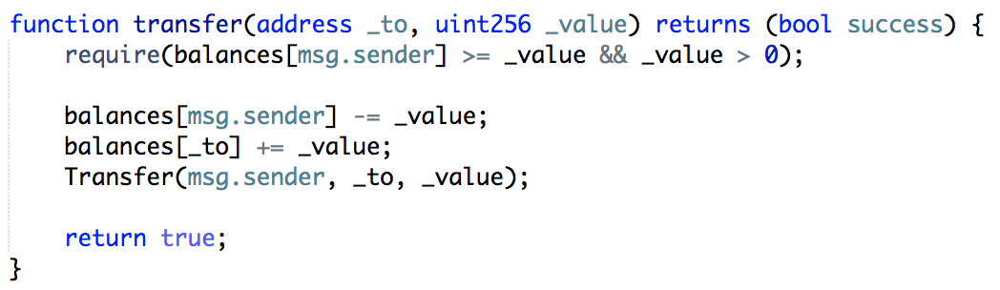 function transfer(address _to, uint256 _value) returns (bool success) {
    require(balances[msg.sender] >= _value && _value > 0);
    balances[msg.sender] -= _value;
    balances[_to] += _value;
    Transfer(msg.sender, _to, _value);
    return true;
}